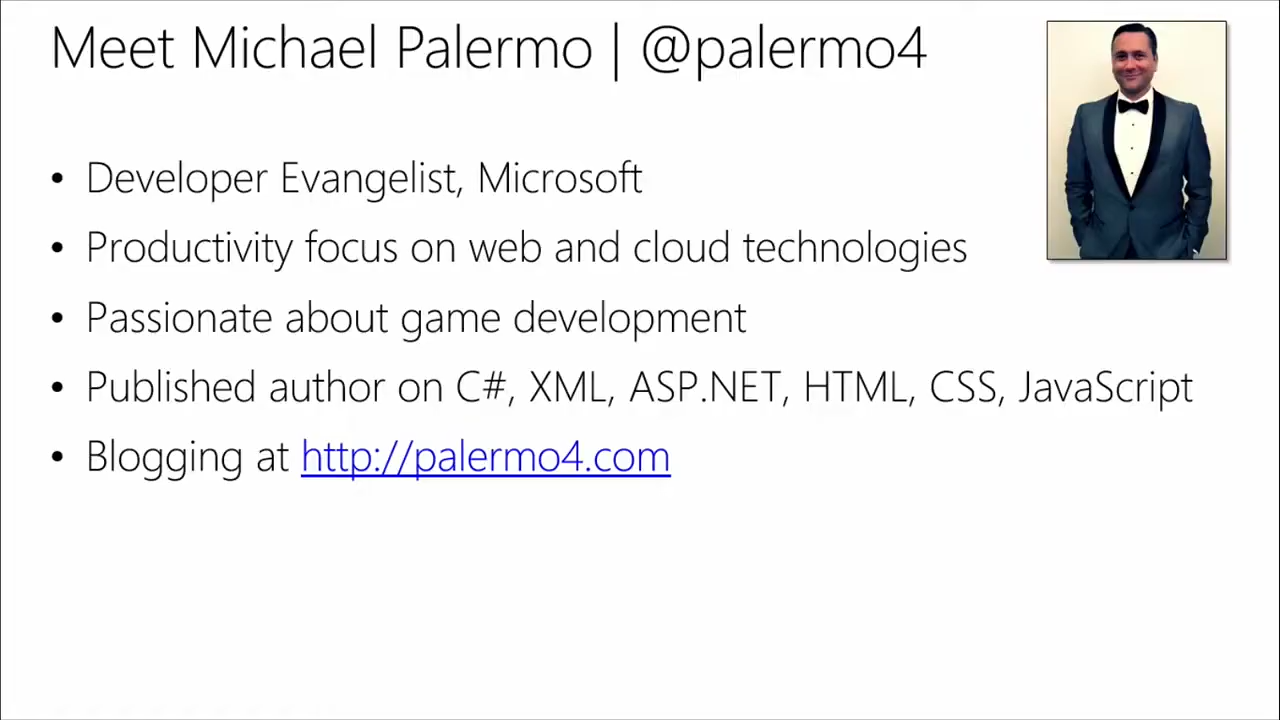 Meet Michael Palermo | @palermo4
• Developer Evangelist, Microsoft
• Productivity focus on web and cloud technologies
• Passionate about game development
• Published author on C#, XML, ASP.NET, HTML, CSS, JavaScript
• Blogging at http://palermo4.com